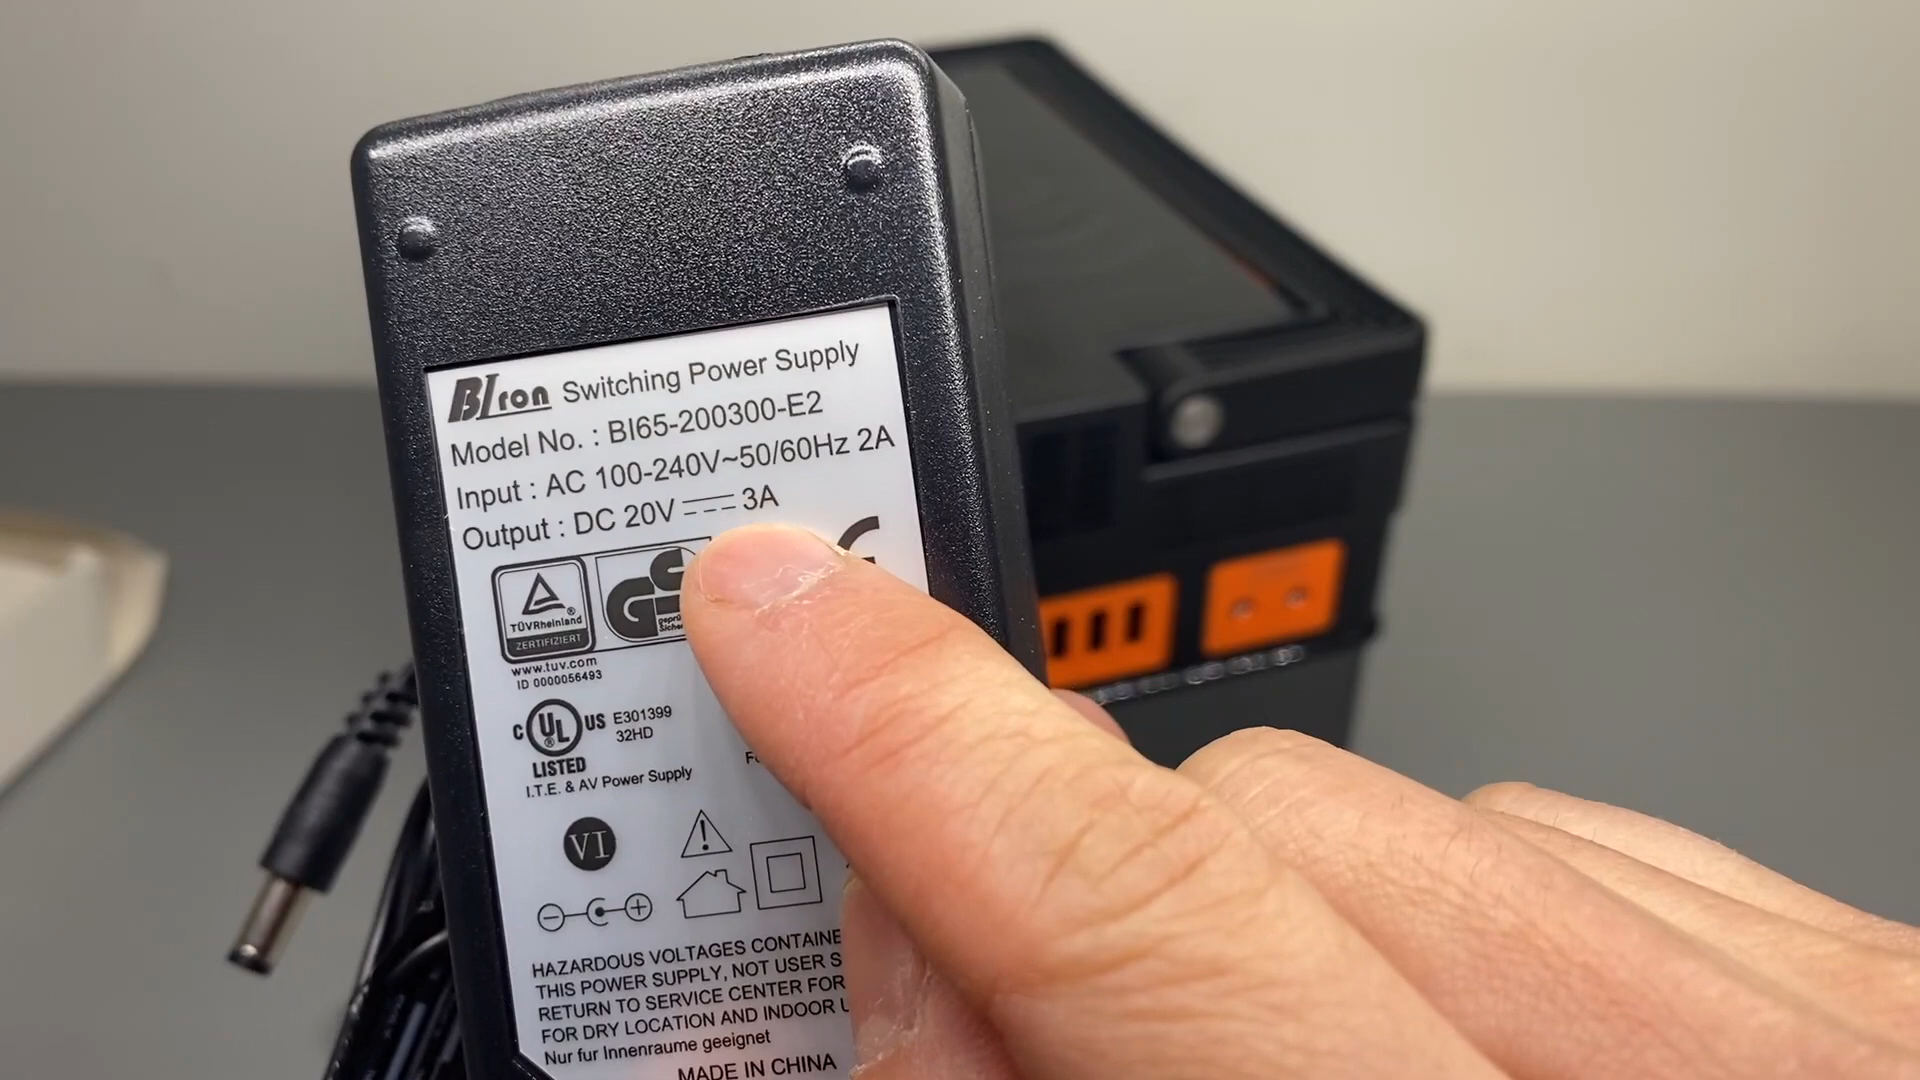 BIron Switching Power Supply
Model No. : BI65-200300-E2
Input : AC 100-240V~50/60Hz 2A
Output : DC 20V ⎓ 3A
TÜVRheinland
ZERTIFIZIERT
GS
www.tuv.com
ID 0000056493
C UL US E301399
32HD
LISTED
I.T.E. & AV Power Supply
VI
HAZARDOUS VOLTAGES CONTAINE
THIS POWER SUPPLY, NOT USER S
RETURN TO SERVICE CENTER FOR
FOR DRY LOCATION AND INDOOR U
Nur fur Innenraume geeignet
MADE IN CHINA